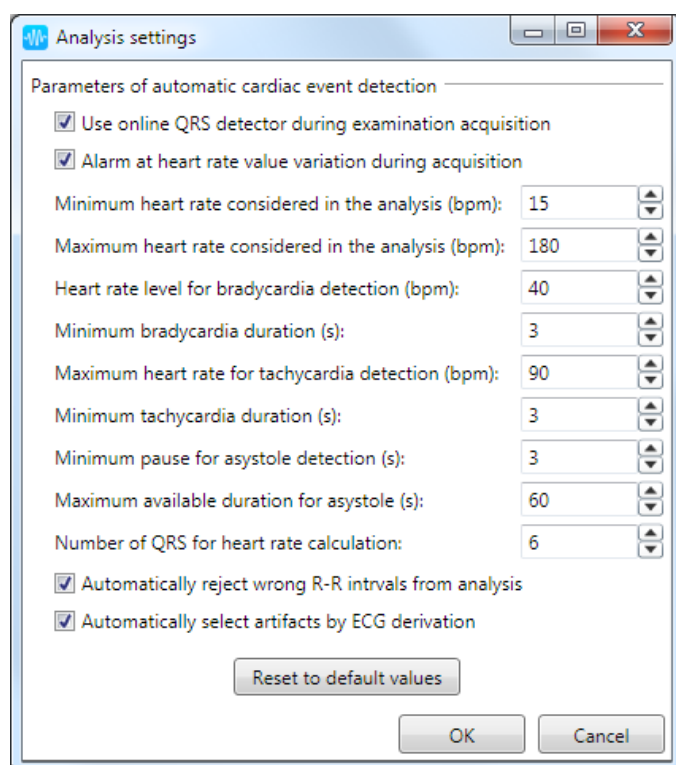 Analysis settings
Parameters of automatic cardiac event detection
Use online QRS detector during examination acquisition
Alarm at heart rate value variation during acquisition
Minimum heart rate considered in the analysis (bpm): 15
Maximum heart rate considered in the analysis (bpm): 180
Heart rate level for bradycardia detection (bpm): 40
Minimum bradycardia duration (s): 3
Maximum heart rate for tachycardia detection (bpm): 90
Minimum tachycardia duration (s): 3
Minimum pause for asystole detection (s): 3
Maximum available duration for asystole (s): 60
Number of QRS for heart rate calculation: 6
Automatically reject wrong R-R intrvals from analysis
Automatically select artifacts by ECG derivation
Reset to default values
OK Cancel